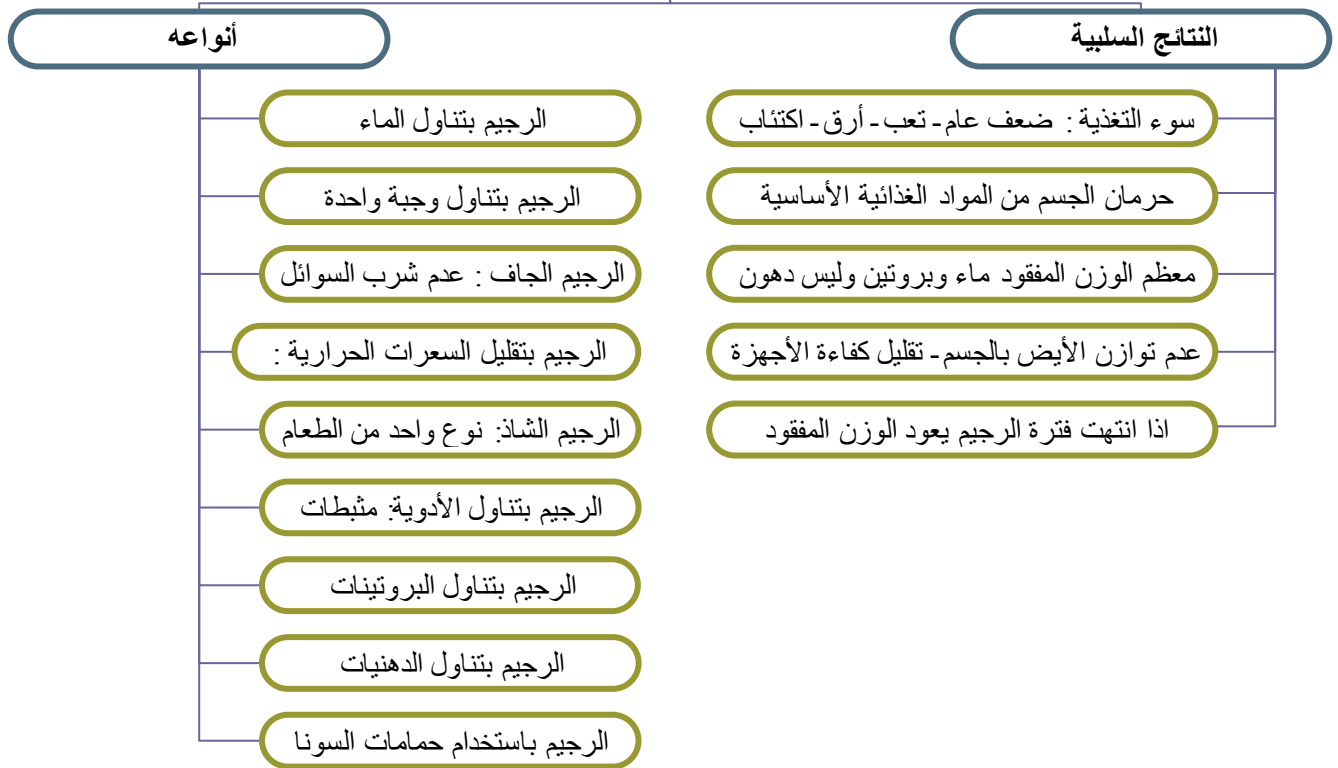 النتائج السلبية
سوء التغذية : ضعف عام - تعب - أرق - اكتئاب
حرمان الجسم من المواد الغذائية الأساسية
معظم الوزن المفقود ماء وبروتين وليس دهون
عدم توازن الأيض بالجسم - تقليل كفاءة الأجهزة
اذا انتهت فترة الرجيم يعود الوزن المفقود
أنواعه
الرجيم بتناول الماء
الرجيم بتناول وجبة واحدة
الرجيم الجاف : عدم شرب السوائل
الرجيم بتقليل السعرات الحرارية :
الرجيم الشاذ: نوع واحد من الطعام
الرجيم بتناول الأدوية: مثبطات
الرجيم بتناول البروتينات
الرجيم بتناول الدهنيات
الرجيم باستخدام حمامات السونا